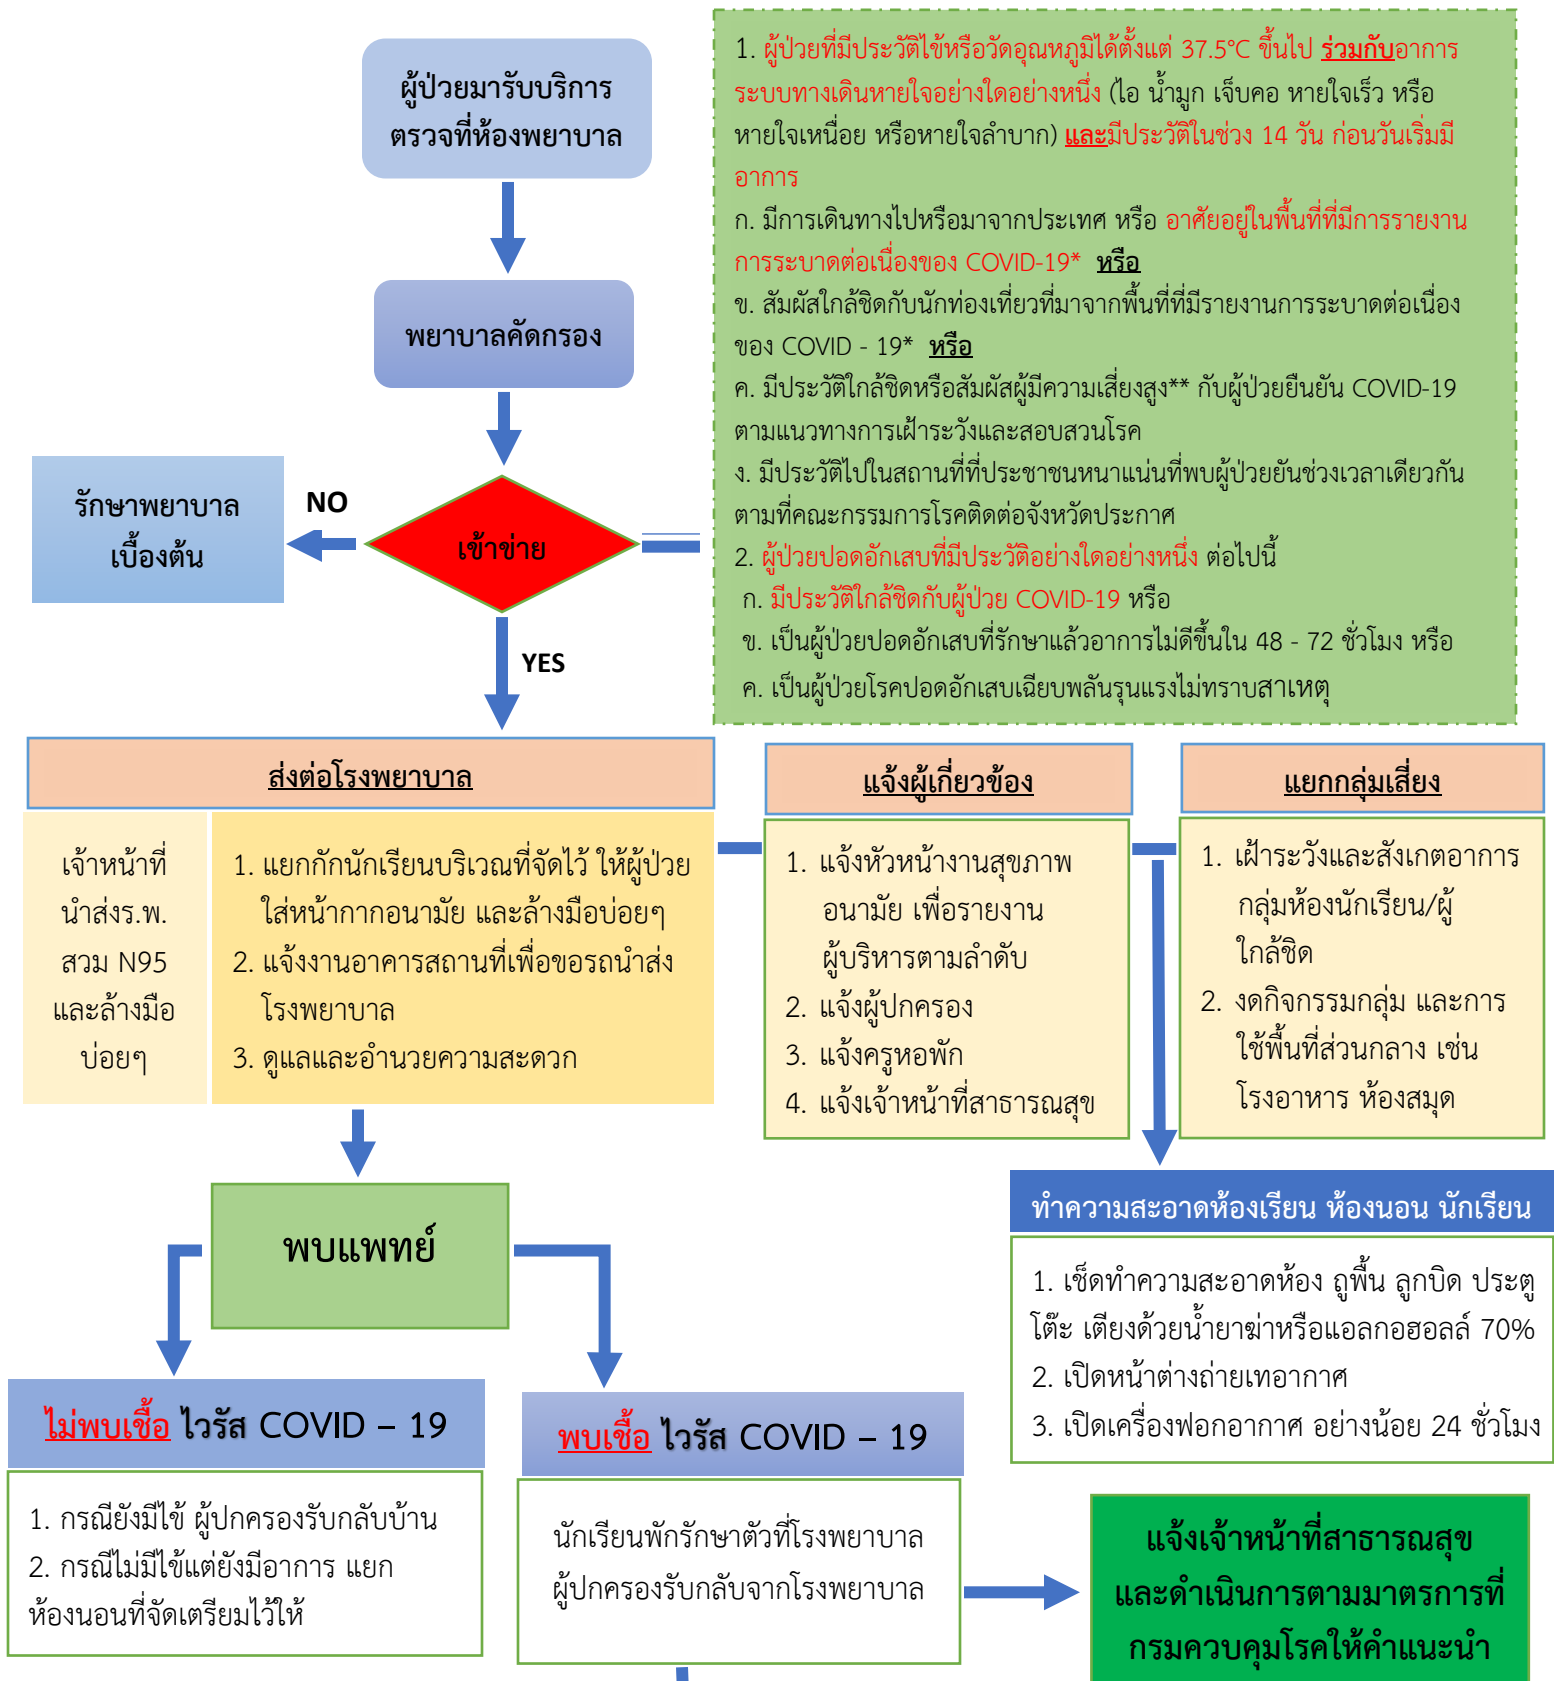 ผู้ป่วยมารับบริการ
ตรวจที่ห้องพยาบาล
พยาบาลคัดกรอง
เข้าข่าย
NO
รักษาพยาบาล
เบื้องต้น
YES
1. ผู้ป่วยที่มีประวัติไข้หรือวัดอุณหภูมิได้ตั้งแต่ 37.5°C ขึ้นไป ร่วมกับอาการ
ระบบทางเดินหายใจอย่างใดอย่างหนึ่ง (ไอ น้ำมูก เจ็บคอ หายใจเร็ว หรือ
หายใจเหนื่อย หรือหายใจลำบาก) และมีประวัติในช่วง 14 วัน ก่อนวันเริ่มมี
อาการ
ก. มีการเดินทางไปหรือมาจากประเทศ หรือ อาศัยอยู่ในพื้นที่ที่มีการรายงาน
การระบาดต่อเนื่องของ COVID-19* หรือ
ข. สัมผัสใกล้ชิดกับนักท่องเที่ยวที่มาจากพื้นที่ที่มีรายงานการระบาดต่อเนื่อง
ของ COVID - 19* หรือ
ค. มีประวัติใกล้ชิดหรือสัมผัสผู้มีความเสี่ยงสูง** กับผู้ป่วยยืนยัน COVID-19
ตามแนวทางการเฝ้าระวังและสอบสวนโรค
ง. มีประวัติไปในสถานที่ที่ประชาชนหนาแน่นที่พบผู้ป่วยยันช่วงเวลาเดียวกัน
ตามที่คณะกรรมการโรคติดต่อจังหวัดประกาศ
2. ผู้ป่วยปอดอักเสบที่มีประวัติอย่างใดอย่างหนึ่ง ต่อไปนี้
ก. มีประวัติใกล้ชิดกับผู้ป่วย COVID-19 หรือ
ข. เป็นผู้ป่วยปอดอักเสบที่รักษาแล้วอาการไม่ดีขึ้นใน 48 - 72 ชั่วโมง หรือ
ค. เป็นผู้ป่วยโรคปอดอักเสบเฉียบพลันรุนแรงไม่ทราบสาเหตุ
ส่งต่อโรงพยาบาล
เจ้าหน้าที่
นำส่งร.พ.
สวม N95
และล้างมือ
บ่อยๆ
1. แยกกักนักเรียนบริเวณที่จัดไว้ ให้ผู้ป่วย
ใส่หน้ากากอนามัย และล้างมือบ่อยๆ
2. แจ้งงานอาคารสถานที่เพื่อขอรถนำส่ง
โรงพยาบาล
3. ดูแลและอำนวยความสะดวก
แจ้งผู้เกี่ยวข้อง
1. แจ้งหัวหน้างานสุขภาพ
อนามัย เพื่อรายงาน
ผู้บริหารตามลำดับ
2. แจ้งผู้ปกครอง
3. แจ้งครูหอพัก
4. แจ้งเจ้าหน้าที่สาธารณสุข
แยกกลุ่มเสี่ยง
1. เฝ้าระวังและสังเกตอาการ
กลุ่มห้องนักเรียน/ผู้
ใกล้ชิด
2. งดกิจกรรมกลุ่ม และการ
ใช้พื้นที่ส่วนกลาง เช่น
โรงอาหาร ห้องสมุด
พบแพทย์
ทำความสะอาดห้องเรียน ห้องนอน นักเรียน
1. เช็ดทำความสะอาดห้อง ถูพื้น ลูกบิด ประตู
โต๊ะ เตียงด้วยน้ำยาฆ่าหรือแอลกอฮอลล์ 70%
2. เปิดหน้าต่างถ่ายเทอากาศ
3. เปิดเครื่องฟอกอากาศ อย่างน้อย 24 ชั่วโมง
ไม่พบเชื้อ ไวรัส COVID – 19
1. กรณียังมีไข้ ผู้ปกครองรับกลับบ้าน
2. กรณีไม่มีไข้แต่ยังมีอาการ แยก
ห้องนอนที่จัดเตรียมไว้ให้
พบเชื้อ ไวรัส COVID – 19
นักเรียนพักรักษาตัวที่โรงพยาบาล
ผู้ปกครองรับกลับจากโรงพยาบาล
แจ้งเจ้าหน้าที่สาธารณสุข
และดำเนินการตามมาตรการที่
กรมควบคุมโรคให้คำแนะนำ